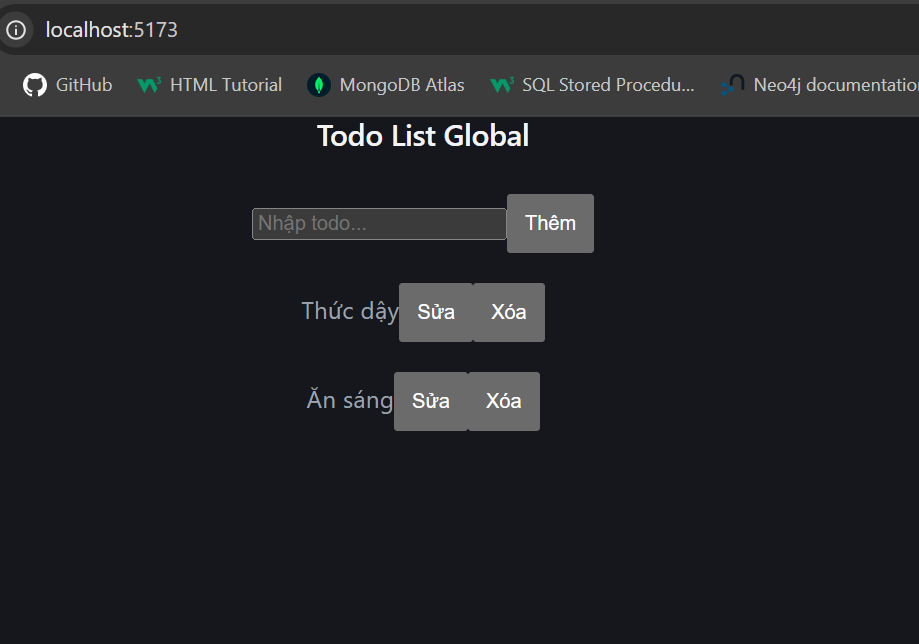 localhost:5173
GitHub HTML Tutorial MongoDB Atlas SQL Stored Procedu... Neo4j documentation
Todo List Global
Nhập todo... Thêm
Thức dậy Sửa Xóa
Ăn sáng Sửa Xóa